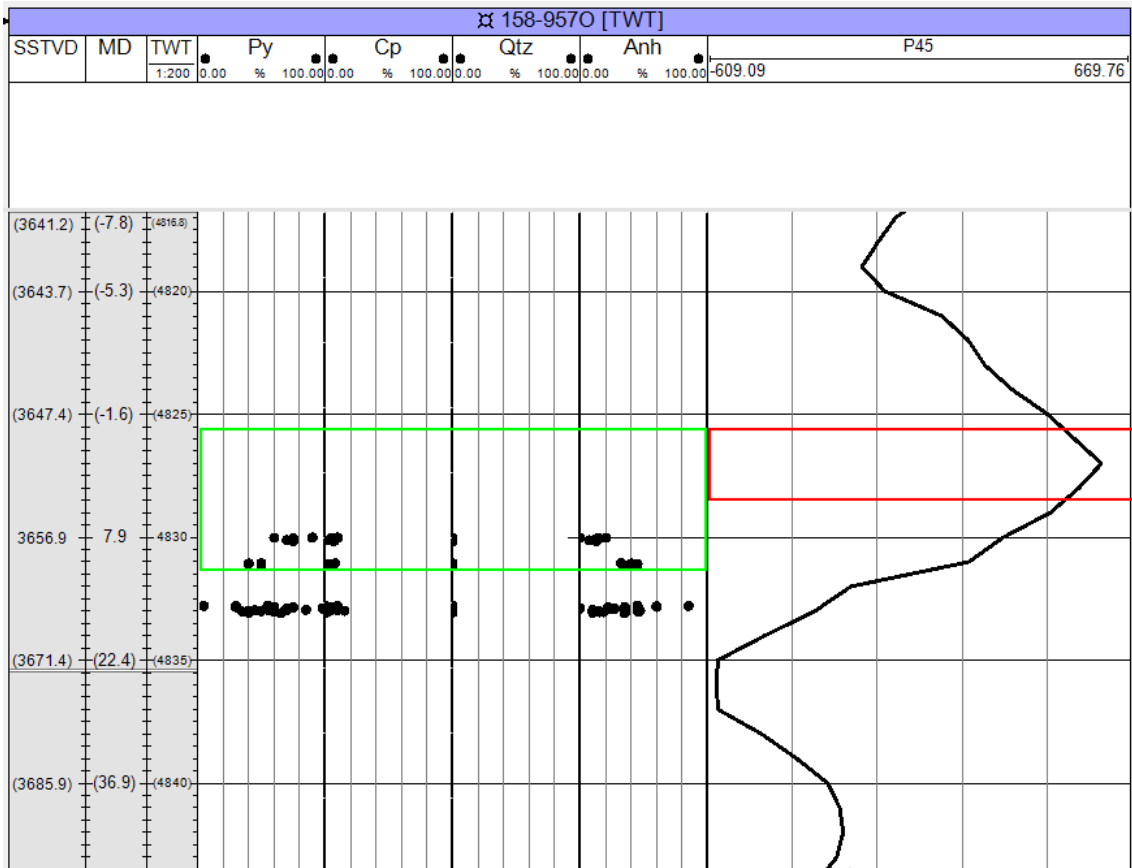 ¤ 158-957O [TWT]
SSTVD MD TWT Py Cp Qtz Anh P45
1:200 0.00 % 100.00 0.00 % 100.00 0.00 % 100.00 0.00 % 100.00 -609.09 669.76
(3641.2) (-7.8) (4816.8)
(3643.7) (-5.3) (4820)
(3647.4) (-1.6) (4825)
3656.9 7.9 4830
(3671.4) (22.4) (4835)
(3685.9) (36.9) (4840)